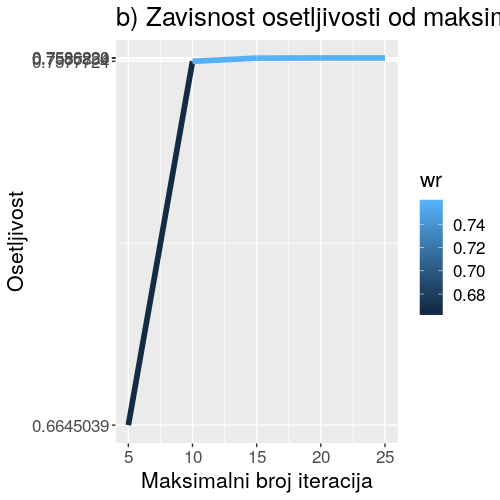 b) Zavisnost osetljivosti od maksin
Osetljivost
0.6645039
5
10
15
20
25
Maksimalni broj iteracija
wr
0.74
0.72
0.70
0.68